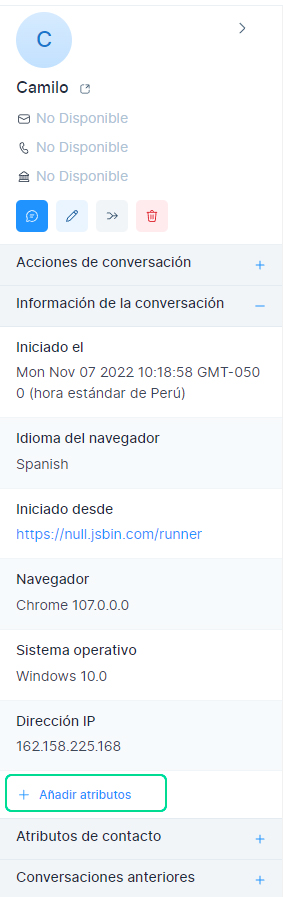 C
Camilo
No Disponible
No Disponible
No Disponible
Acciones de conversación
Información de la conversación
Iniciado el
Mon Nov 07 2022 10:18:58 GMT-050
0 (hora estándar de Perú)
Idioma del navegador
Spanish
Iniciado desde
https://null.jsbin.com/runner
Navegador
Chrome 107.0.0.0
Sistema operativo
Windows 10.0
Dirección IP
162.158.225.168
Añadir atributos
Atributos de contacto
Conversaciones anteriores